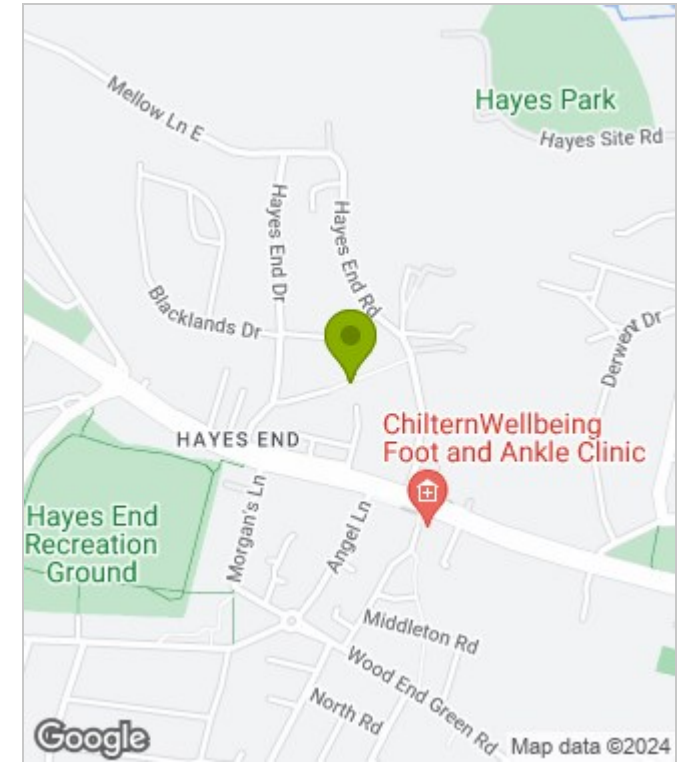 Mellow Ln E
Hayes Park
Hayes Site Rd
Hayes End Dr
Hayes End Rd
Blacklands Dr
Derwent Dr
HAYES END
ChilternWellbeing
Foot and Ankle Clinic
Hayes End
Recreation
Ground
Morgan's Ln
Angel Ln
Middleton Rd
Wood End Green Rd
North Rd
Google
Map data ©2024